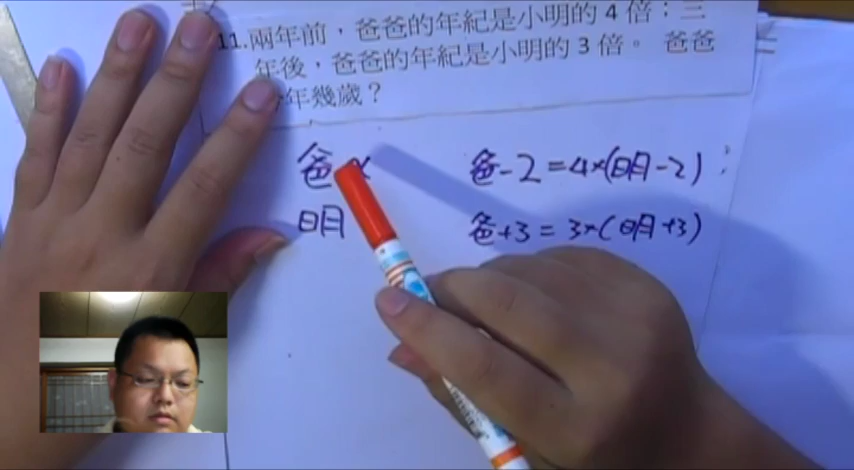 11.兩年前，爸爸的年紀是小明的 4 倍；三
年後，爸爸的年紀是小明的 3 倍。 爸爸
年幾歲？
爸 x
明
爸-2=4×(明-2)
爸+3=3×(明+3)